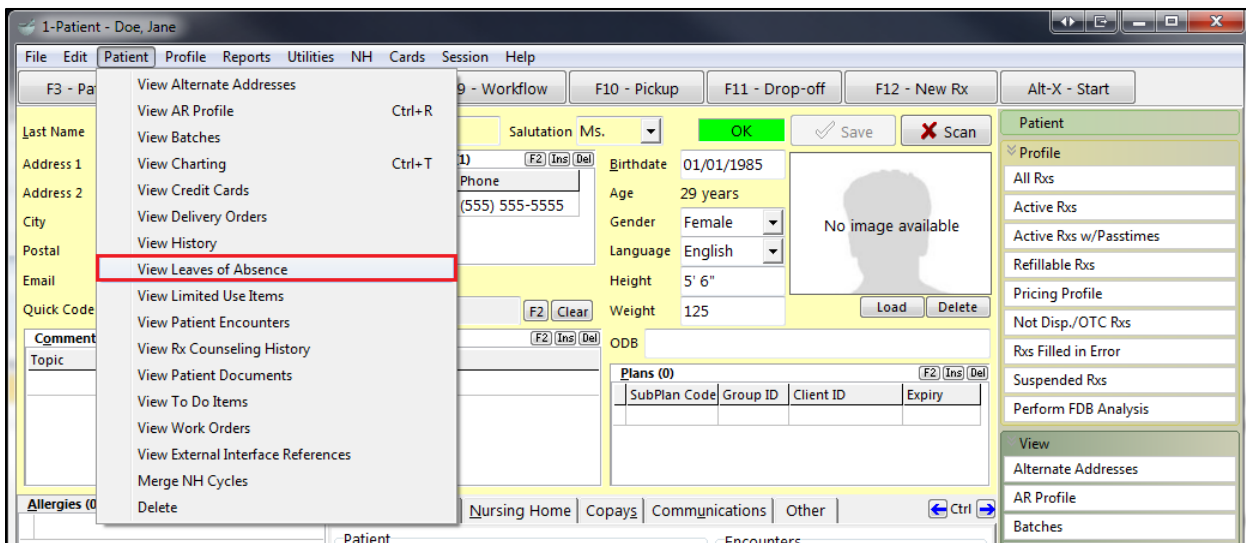 1-Patient - Doe, Jane
File Edit Patient Profile Reports Utilities NH Cards Session Help
F3 - Pa 9 - Workflow F10 - Pickup F11 - Drop-off F12 - New Rx Alt-X - Start
View Alternate Addresses
View AR Profile Ctrl+R
View Batches
View Charting Ctrl+T
View Credit Cards
View Delivery Orders
View History
View Leaves of Absence
View Limited Use Items
View Patient Encounters
View Rx Counseling History
View Patient Documents
View To Do Items
View Work Orders
View External Interface References
Merge NH Cycles
Delete
Last Name
Address 1
Address 2
City
Postal
Email
Quick Code
Comment
Topic
Allergies (0
Salutation Ms. OK Save Scan
1) F2 Ins Del
Phone
(555) 555-5555
F2 Clear
F2 Ins Del
Birthdate 01/01/1985
Age 29 years
Gender Female
Language English
Height 5' 6"
Weight 125
No image available
Load Delete
ODB
Plans (0) F2 Ins Del
SubPlan Code Group ID Client ID Expiry
Nursing Home Copays Communications Other Ctrl
Patient Encounters
Patient
Profile
All Rxs
Active Rxs
Active Rxs w/Passtimes
Refillable Rxs
Pricing Profile
Not Disp./OTC Rxs
Rxs Filled in Error
Suspended Rxs
Perform FDB Analysis
View
Alternate Addresses
AR Profile
Batches